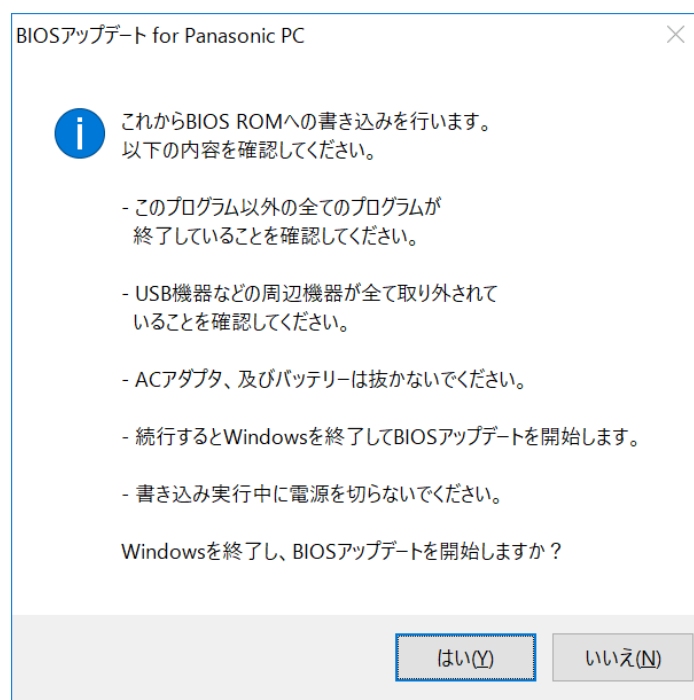 BIOSアップデート for Panasonic PC
これからBIOS ROMへの書き込みを行います。
以下の内容を確認してください。
- このプログラム以外の全てのプログラムが
終了していることを確認してください。
- USB機器などの周辺機器が全て取り外されて
いることを確認してください。
- ACアダプタ、及びバッテリーは抜かないでください。
- 続行するとWindowsを終了してBIOSアップデートを開始します。
- 書き込み実行中に電源を切らないでください。
Windowsを終了し、BIOSアップデートを開始しますか？
はい(Y)
いいえ(N)